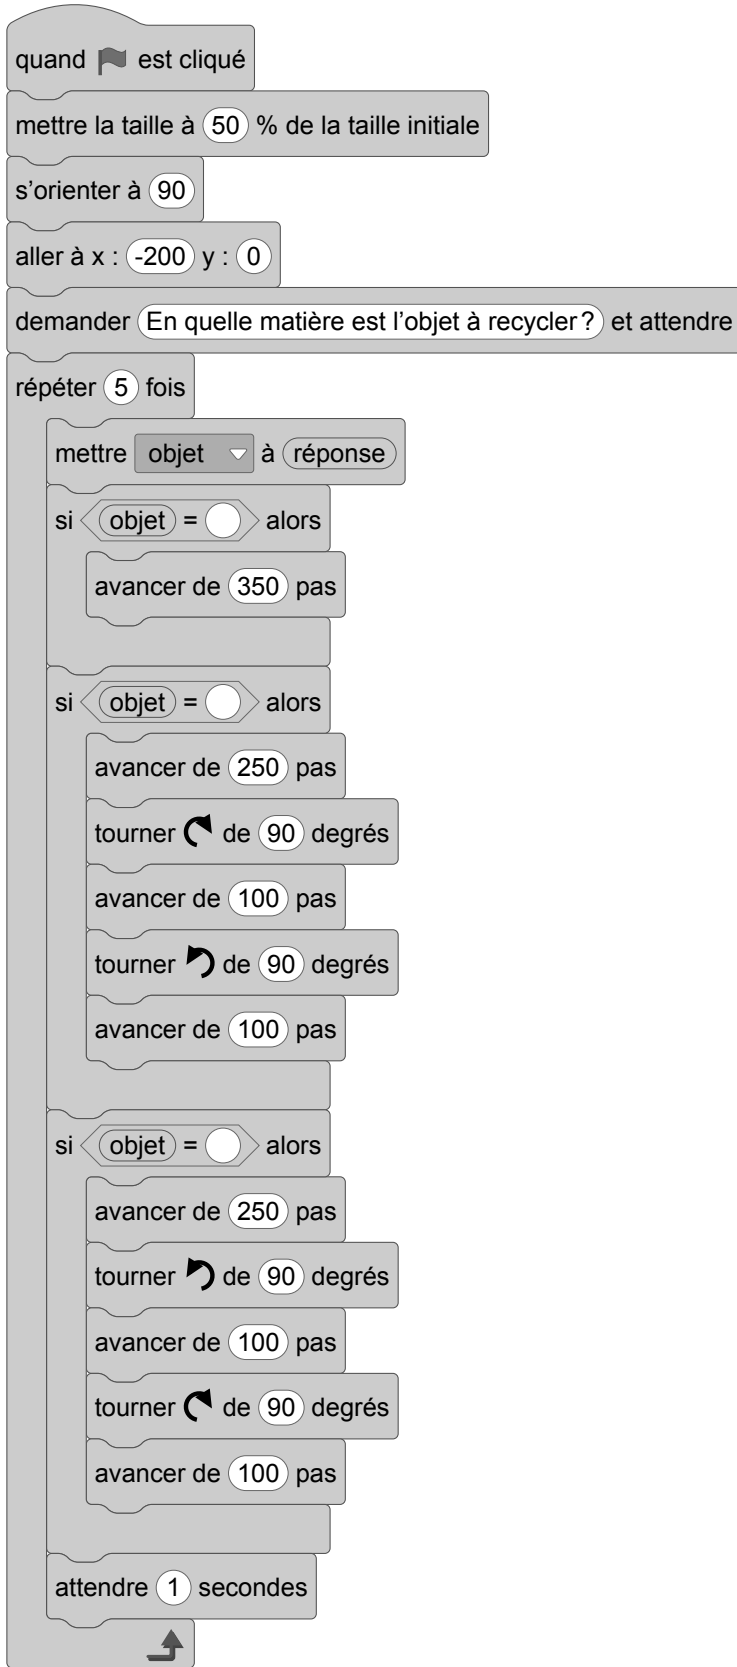 quand est cliqué
mettre la taille à 50 % de la taille initiale
s’orienter à 90
aller à x : -200 y : 0
demander En quelle matière est l’objet à recycler ? et attendre
répéter 5 fois
mettre objet à réponse
si objet = alors
avancer de 350 pas
si objet = alors
avancer de 250 pas
tourner de 90 degrés
avancer de 100 pas
tourner de 90 degrés
avancer de 100 pas
si objet = alors
avancer de 250 pas
tourner de 90 degrés
avancer de 100 pas
tourner de 90 degrés
avancer de 100 pas
attendre 1 secondes